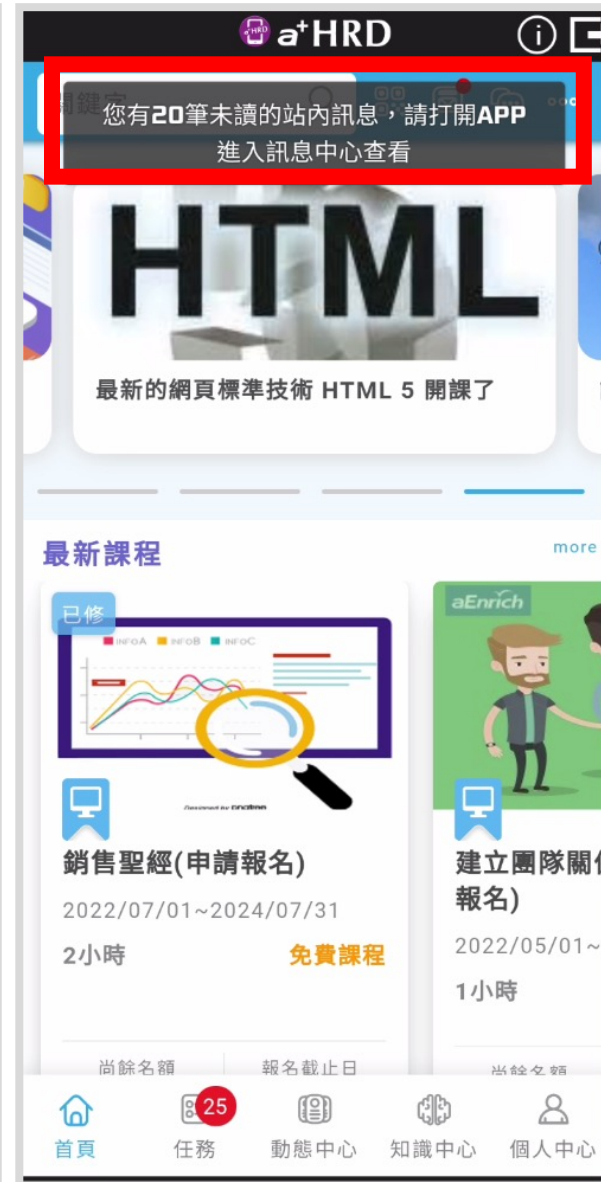 a+HRD
您有20筆未讀的站內訊息，請打開APP
進入訊息中心查看
HTML
最新的網頁標準技術 HTML 5 開課了
最新課程
more
已修
INFOA INFOB INFOC
aEnrich
Designed by pngtree
銷售聖經(申請報名)
2022/07/01~2024/07/31
2小時
免費課程
尚餘名額
報名截止日
建立團隊關
報名)
2022/05/01~
1小時
尚餘名額
25
首頁
任務
動態中心
知識中心
個人中心